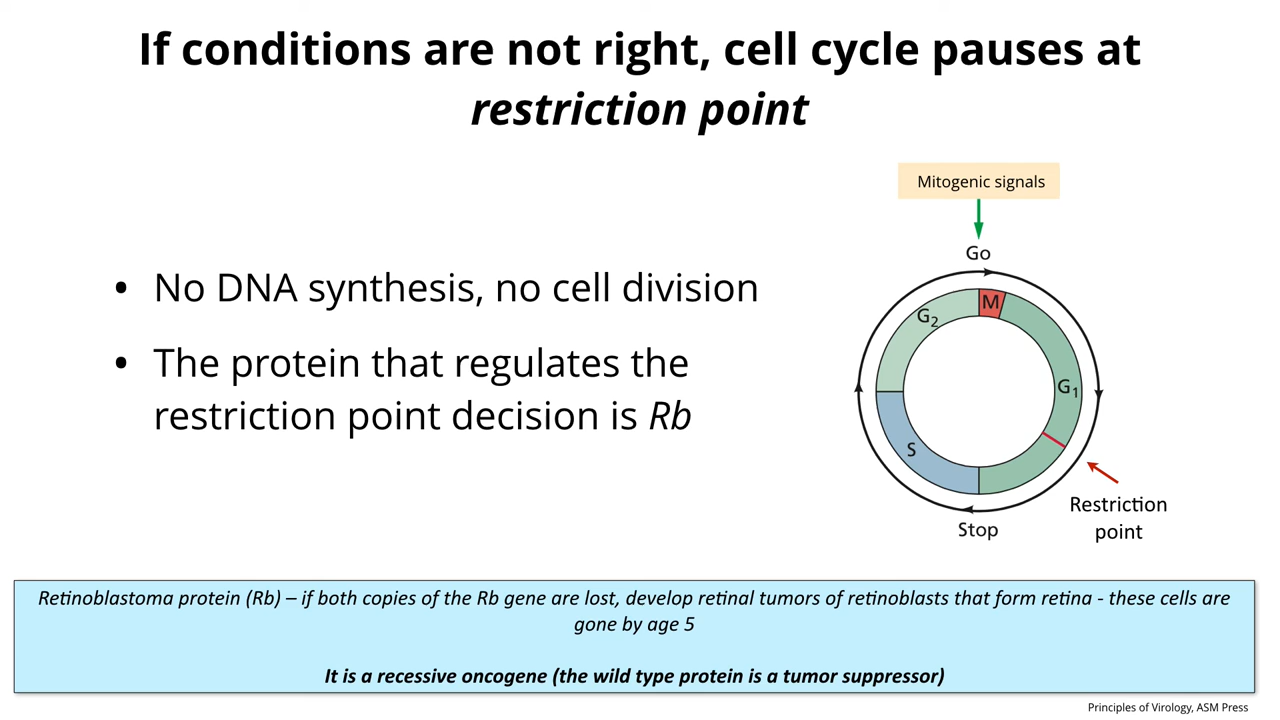 If conditions are not right, cell cycle pauses at
restriction point
• No DNA synthesis, no cell division
• The protein that regulates the
restriction point decision is Rb
Mitogenic signals
Go
M
G2
G1
S
Stop
Restriction
point
Retinoblastoma protein (Rb) – if both copies of the Rb gene are lost, develop retinal tumors of retinoblasts that form retina - these cells are
gone by age 5
It is a recessive oncogene (the wild type protein is a tumor suppressor)
Principles of Virology, ASM Press